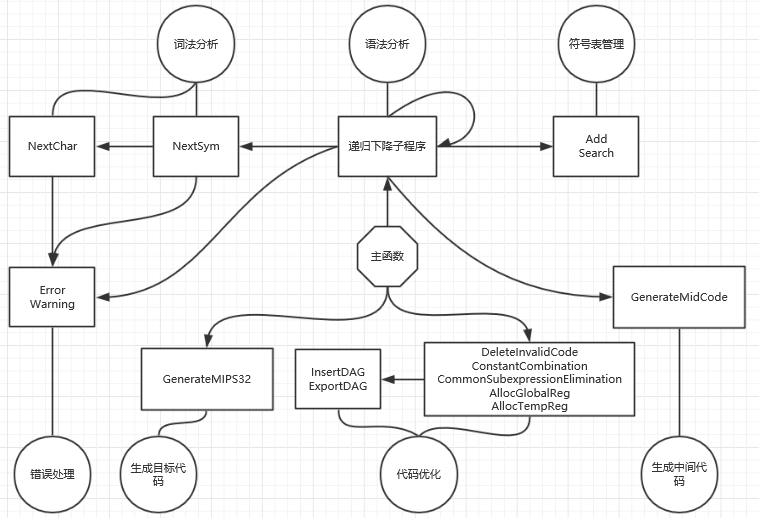 词法分析
语法分析
符号表管理
NextChar
NextSym
递归下降子程序
Add
Search
主函数
Error
Warning
GenerateMidCode
GenerateMIPS32
InsertDAG
ExportDAG
DeleteInvalidCode
ConstantCombination
CommonSubexpressionElimination
AllocGlobalReg
AllocTempReg
错误处理
生成目标代
码
代码优化
生成中间代
码